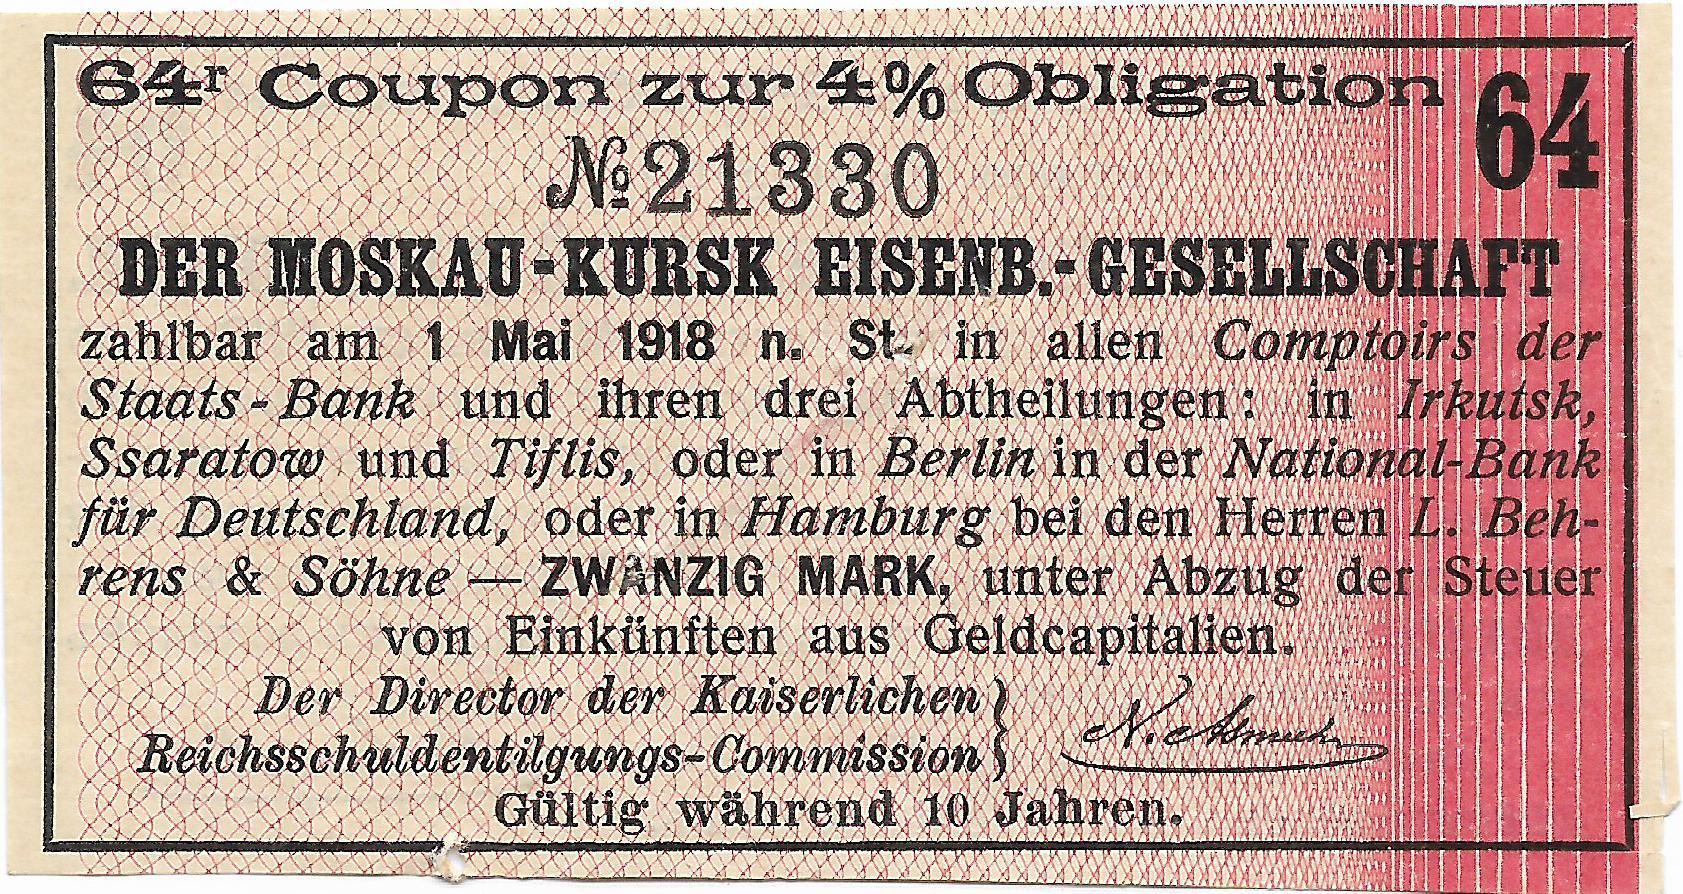 64r Coupon zur 4% Obligation 64
№ 21330
DER MOSKAU-KURSK EISENB.-GESELLSCHAFT
zahlbar am 1 Mai 1918 n. St. in allen Comptoirs der
Staats-Bank und ihren drei Abtheilungen: in Irkutsk,
Ssaratow und Tiflis, oder in Berlin in der National-Bank
für Deutschland, oder in Hamburg bei den Herren L. Beh-
rens & Söhne — ZWANZIG MARK, unter Abzug der Steuer
von Einkünften aus Geldcapitalien.
Der Director der Kaiserlichen
Reichsschuldentilgungs-Commission
Gültig während 10 Jahren.